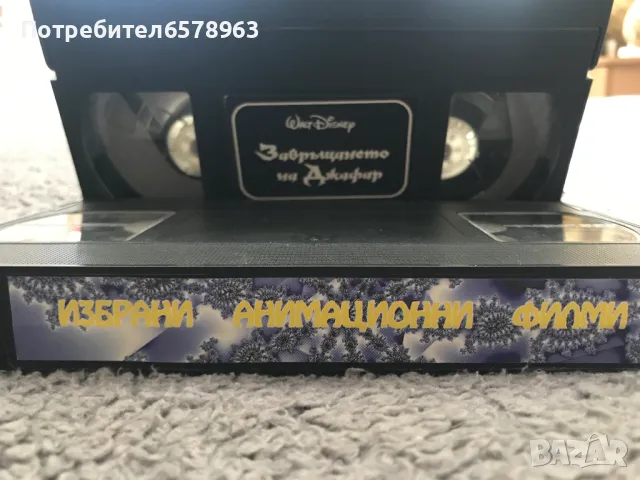 Потребител6578963
Walt Disney
Завръщането
на Джафар
ИЗБРАНИ АНИМАЦИОННИ ФИЛМИ
BAZAR